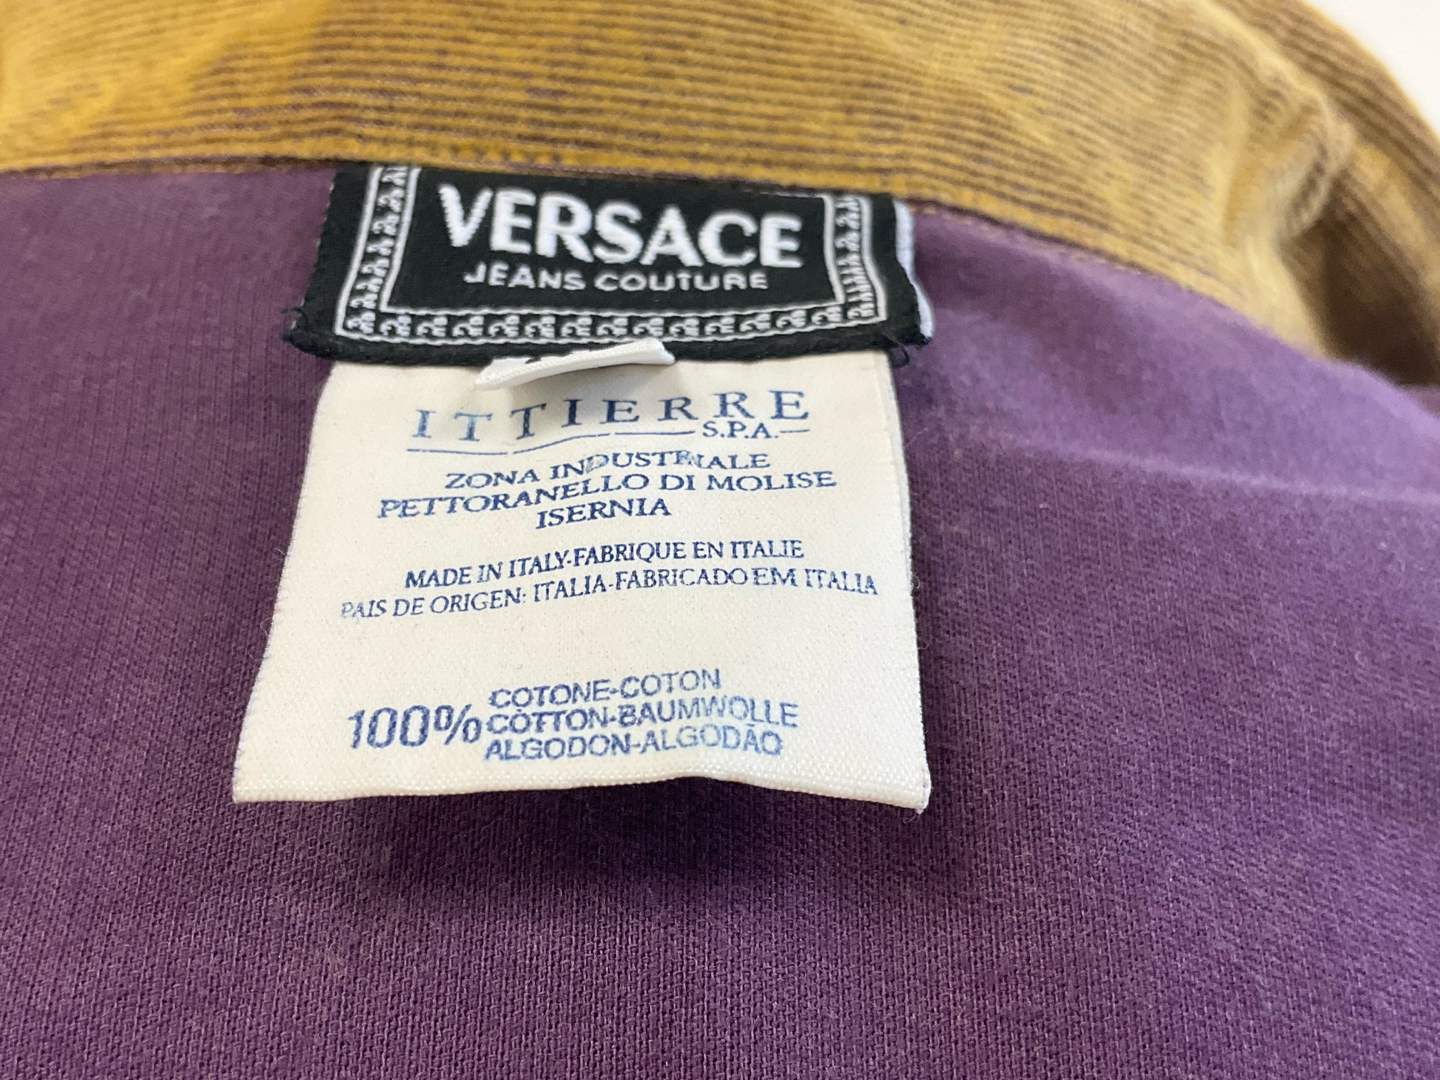 VERSACE
JEANS COUTURE
ITTIERRE
S.P.A.
ZONA INDUSTRIALE
PETTORANELLO DI MOLISE
ISERNIA
MADE IN ITALY-FABRIQUE EN ITALIE
PAIS DE ORIGEN: ITALIA-FABRICADO EM ITALIA
100%
COTONE-COTON
COTTON-BAUMWOLLE
ALGODON-ALGODÃO